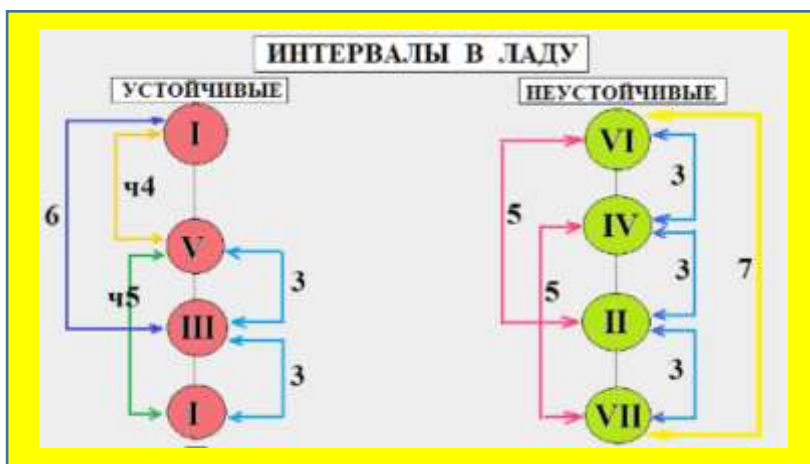 ИНТЕРВАЛЫ В ЛАДУ
УСТОЙЧИВЫЕ
I
ч4
6
V
ч5
3
III
3
I
НЕУСТОЙЧИВЫЕ
VI
3
5
IV
3
7
5
II
3
VII